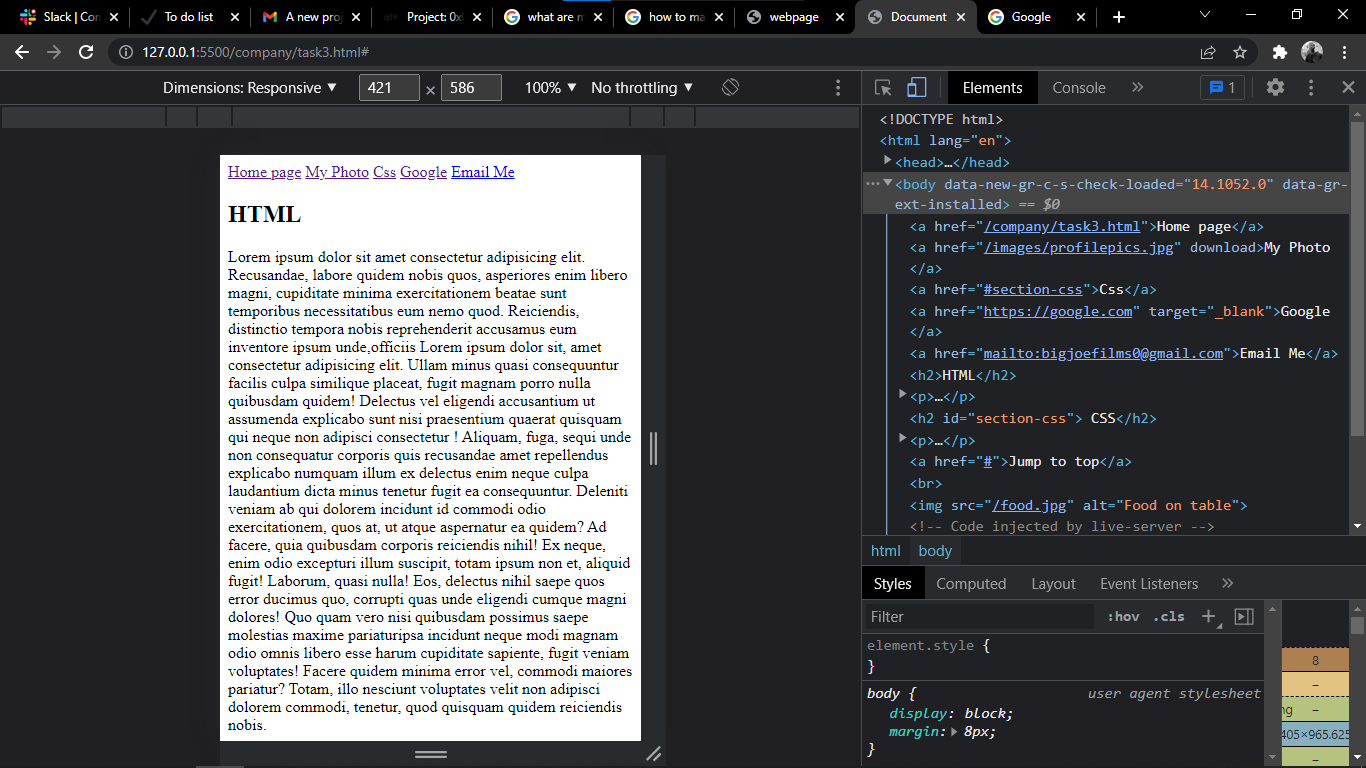 Slack | Con
To do list
A new proj
Project: 0x
what are m
how to ma
webpage
Document
Google
127.0.0.1:5500/company/task3.html#
Dimensions: Responsive
421
×
586
100%
No throttling
Elements
Console
1
Home page My Photo Css Google Email Me
HTML
Lorem ipsum dolor sit amet consectetur adipisicing elit.
Recusandae, labore quidem nobis quos, asperiores enim libero
magni, cupiditate minima exercitationem beatae sunt
temporibus necessitatibus eum nemo quod. Reiciendis,
distinctio tempora nobis reprehenderit accusamus eum
inventore ipsum unde,officiis Lorem ipsum dolor sit, amet
consectetur adipisicing elit. Ullam minus quasi consequuntur
facilis culpa similique placeat, fugit magnam porro nulla
quibusdam quidem! Delectus vel eligendi accusantium ut
assumenda explicabo sunt nisi praesentium quaerat quisquam
qui neque non adipisci consectetur ! Aliquam, fuga, sequi unde
non consequatur corporis quis recusandae amet repellendus
explicabo numquam illum ex delectus enim neque culpa
laudantium dicta minus tenetur fugit ea consequuntur. Deleniti
veniam ab qui dolorem incidunt id commodi odio
exercitationem, quos at, ut atque aspernatur ea quidem? Ad
facere, quia quibusdam corporis reiciendis nihil! Ex neque,
enim odio excepturi illum suscipit, totam ipsum non et, aliquid
fugit! Laborum, quasi nulla! Eos, delectus nihil saepe quos
error ducimus quo, corrupti quas unde eligendi cumque magni
dolores! Quo quam vero nisi quibusdam possimus saepe
molestias maxime pariaturipsa incidunt neque modi magnam
odio omnis libero esse harum cupiditate sapiente, fugit veniam
voluptates! Facere quidem minima error vel, commodi maiores
pariatur? Totam, illo nesciunt voluptates velit non adipisci
dolorem commodi, tenetur, quod quisquam quidem reiciendis
nobis.
<!DOCTYPE html>
<html lang="en">
<head>…</head>
<body data-new-gr-c-s-check-loaded="14.1052.0" data-gr-
ext-installed> == $0
<a href="/company/task3.html">Home page</a>
<a href="/images/profilepics.jpg" download>My Photo
</a>
<a href="#section-css">Css</a>
<a href="https://google.com" target="_blank">Google
</a>
<a href="mailto:bigjoefilms0@gmail.com">Email Me</a>
<h2>HTML</h2>
<p>…</p>
<h2 id="section-css"> CSS</h2>
<p>…</p>
<a href="#">Jump to top</a>
<br>
<img src="/food.jpg" alt="Food on table">
<!-- Code injected by live-server -->
html body
Styles Computed Layout Event Listeners
Filter
:hov .cls
element.style {
}
body {
user agent stylesheet
display: block;
margin: 8px;
}
8
–
ng –
405×965.625
–